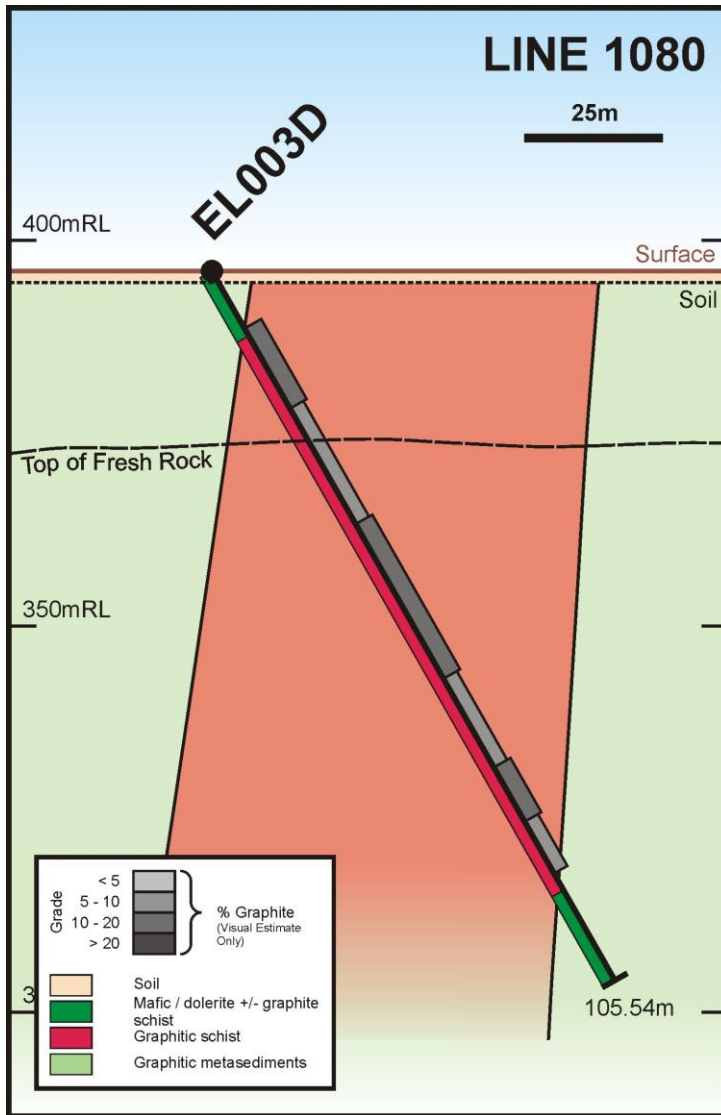 LINE 1080
25m
EL003D
400mRL
Surface
Soil
Top of Fresh Rock
350mRL
Grade
< 5
5 - 10
10 - 20
> 20
% Graphite
(Visual Estimate
Only)
Soil
Mafic / dolerite +/- graphite
schist
Graphitic schist
Graphitic metasediments
3
105.54m